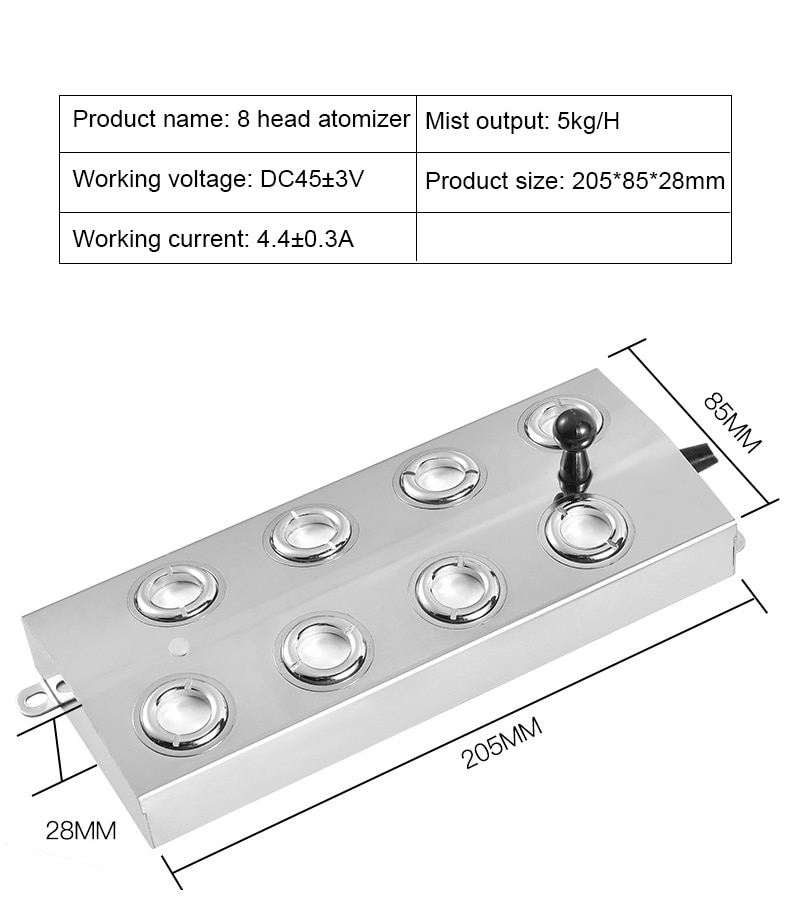 Product name: 8 head atomizer
Mist output: 5kg/H
Working voltage: DC45±3V
Product size: 205*85*28mm
Working current: 4.4±0.3A
85MM
205MM
28MM